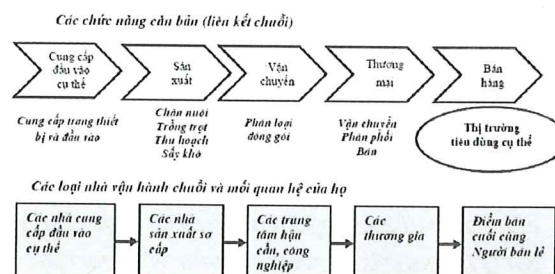 Các chức năng căn bản (liên kết chuỗi)
Cung cấp
đầu vào
cụ thể
Sản
xuất
Vận
chuyển
Thương
mại
Bán
hàng
Cung cấp trang thiết
bị và đầu vào
Chăn nuôi
Trồng trọt
Thu hoạch
Sấy khô
Phân loại
đóng gói
Vận chuyển
Phân phối
Bán
Thị trường
tiêu dùng cụ thể
Các loại nhà vận hành chuỗi và mối quan hệ của họ
Các nhà cung
cấp đầu vào
cụ thể
Các nhà
sản xuất sơ
cấp
Các trung
tâm hậu
cần, công
nghiệp
Các
thương gia
Điểm bán
cuối cùng
Người bán lẻ